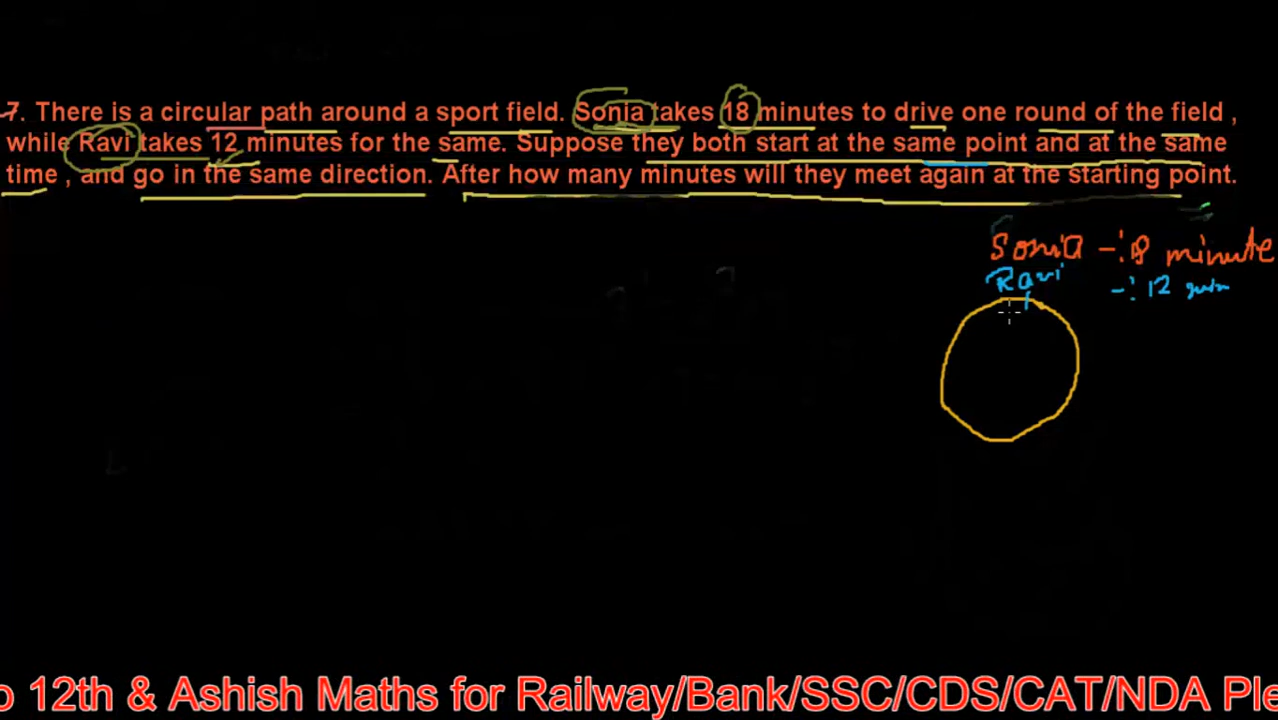 7. There is a circular path around a sport field. Sonia takes 18 minutes to drive one round of the field ,
while Ravi takes 12 minutes for the same. Suppose they both start at the same point and at the same
time , and go in the same direction. After how many minutes will they meet again at the starting point.
Sonia -: 18 minute
Ravi -: 12 min
o 12th & Ashish Maths for Railway/Bank/SSC/CDS/CAT/NDA Ple